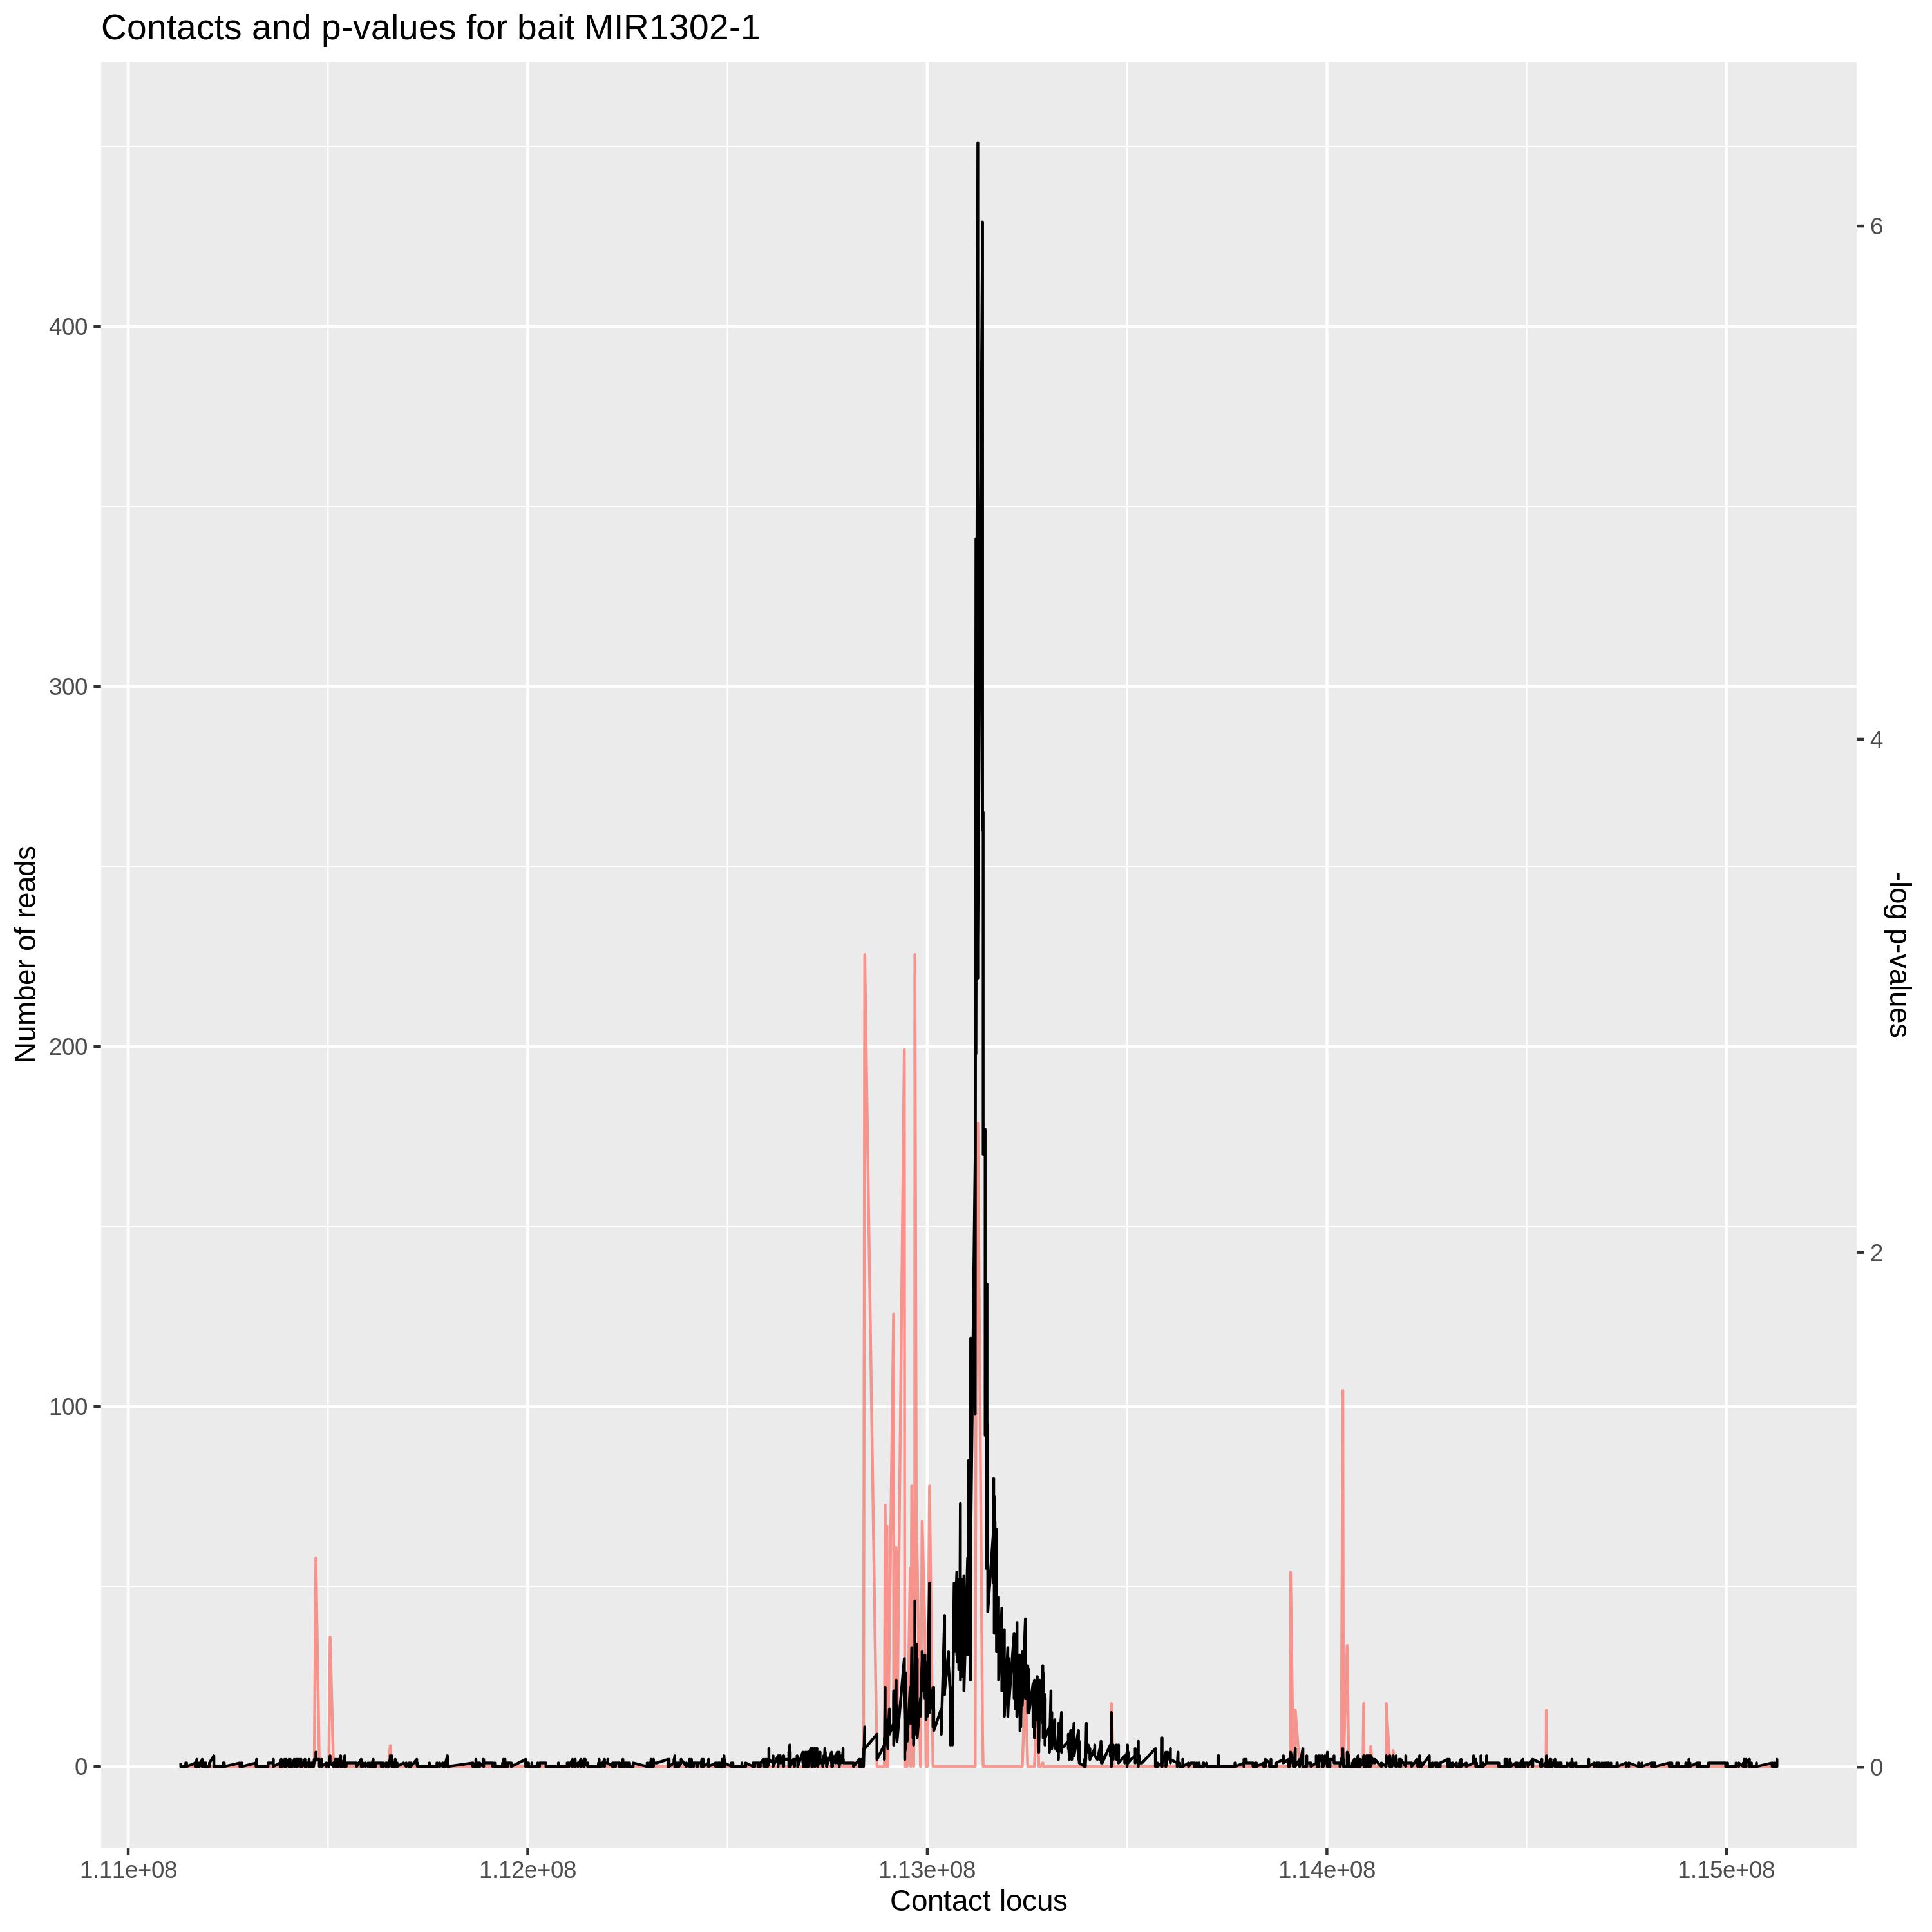 Contacts and p-values for bait MIR1302-1
Number of reads
400
300
200
100
0
6
4
2
0
-log p-values
1.11e+08
1.12e+08
1.13e+08
1.14e+08
1.15e+08
Contact locus